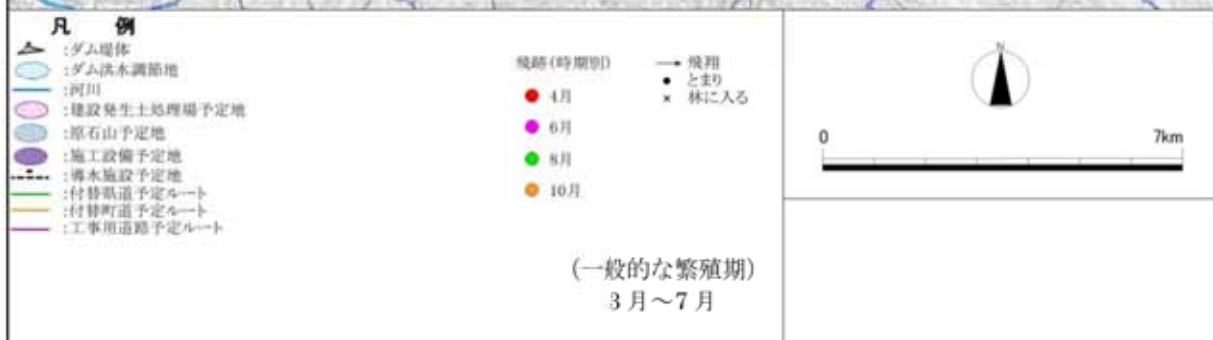 凡 例
:ダム堤体
:ダム洪水調節地
:河川
:建設発生土処理場予定地
:原石山予定地
:施工設備予定地
:導水施設予定地
:付替県道予定ルート
:付替町道予定ルート
:工事用道路予定ルート
飛跡(時期別)
4月
6月
8月
10月
飛翔
とまり
林に入る
(一般的な繁殖期)
3月～7月
N
0 7km